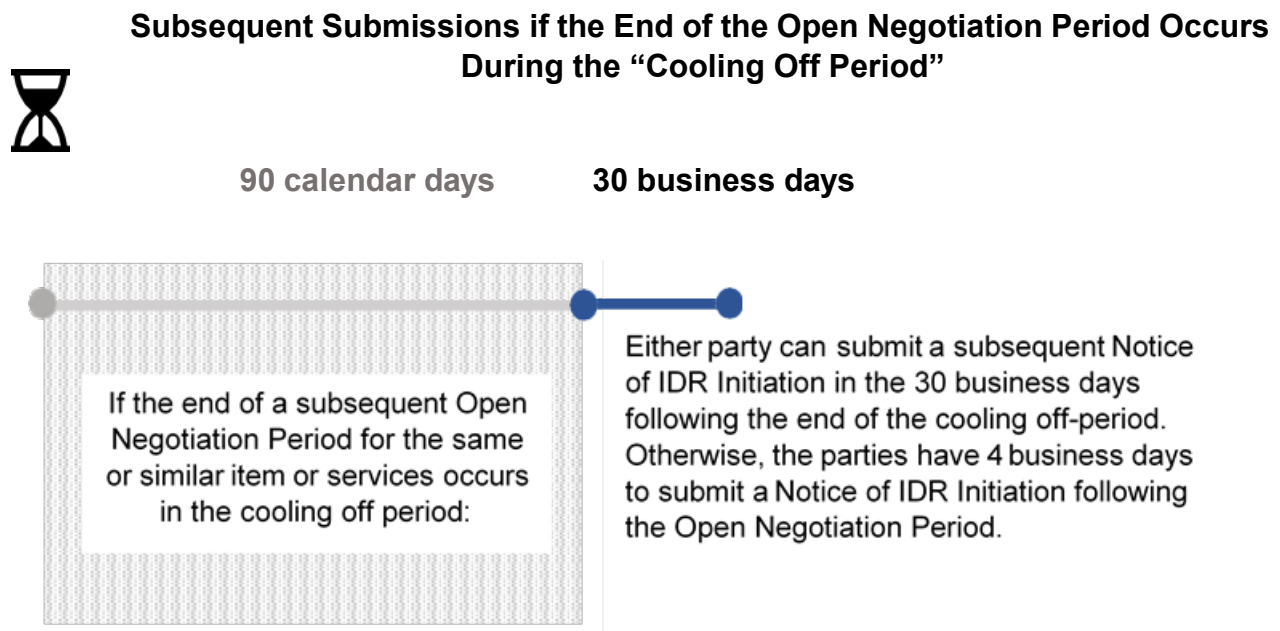 Subsequent Submissions if the End of the Open Negotiation Period Occurs
During the “Cooling Off Period”
90 calendar days
30 business days
If the end of a subsequent Open
Negotiation Period for the same
or similar item or services occurs
in the cooling off period:
Either party can submit a subsequent Notice
of IDR Initiation in the 30 business days
following the end of the cooling off-period.
Otherwise, the parties have 4 business days
to submit a Notice of IDR Initiation following
the Open Negotiation Period.